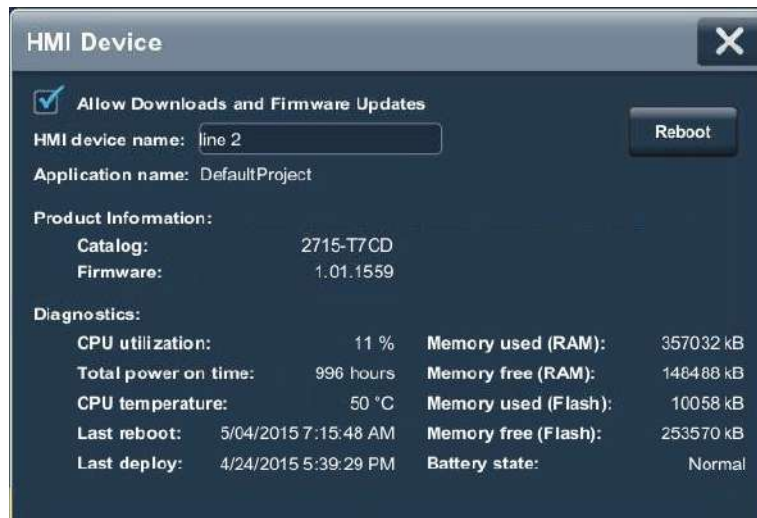 HMI Device
Allow Downloads and Firmware Updates
Reboot
HMI device name: line 2
Application name: DefaultProject
Product Information:
Catalog: 2715-T7CD
Firmware: 1.01.1559
Diagnostics:
CPU utilization: 11 % Memory used (RAM): 357032 kB
Total power on time: 996 hours Memory free (RAM): 148488 kB
CPU temperature: 50 °C Memory used (Flash): 10058 kB
Last reboot: 5/04/2015 7:15:48 AM Memory free (Flash): 253570 kB
Last deploy: 4/24/2015 5:39:29 PM Battery state: Normal